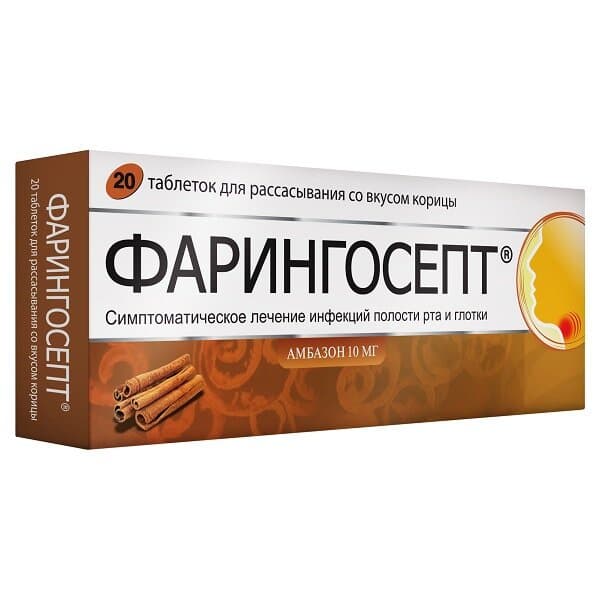 20 таблеток для рассасывания со вкусом корицы
ФАРИНГОСЕПТ®
Симптоматическое лечение инфекций полости рта и глотки
АМБАЗОН 10 МГ
ФАРИНГОСЕПТ®
20 таблеток для рассасывания со вкусом корицы